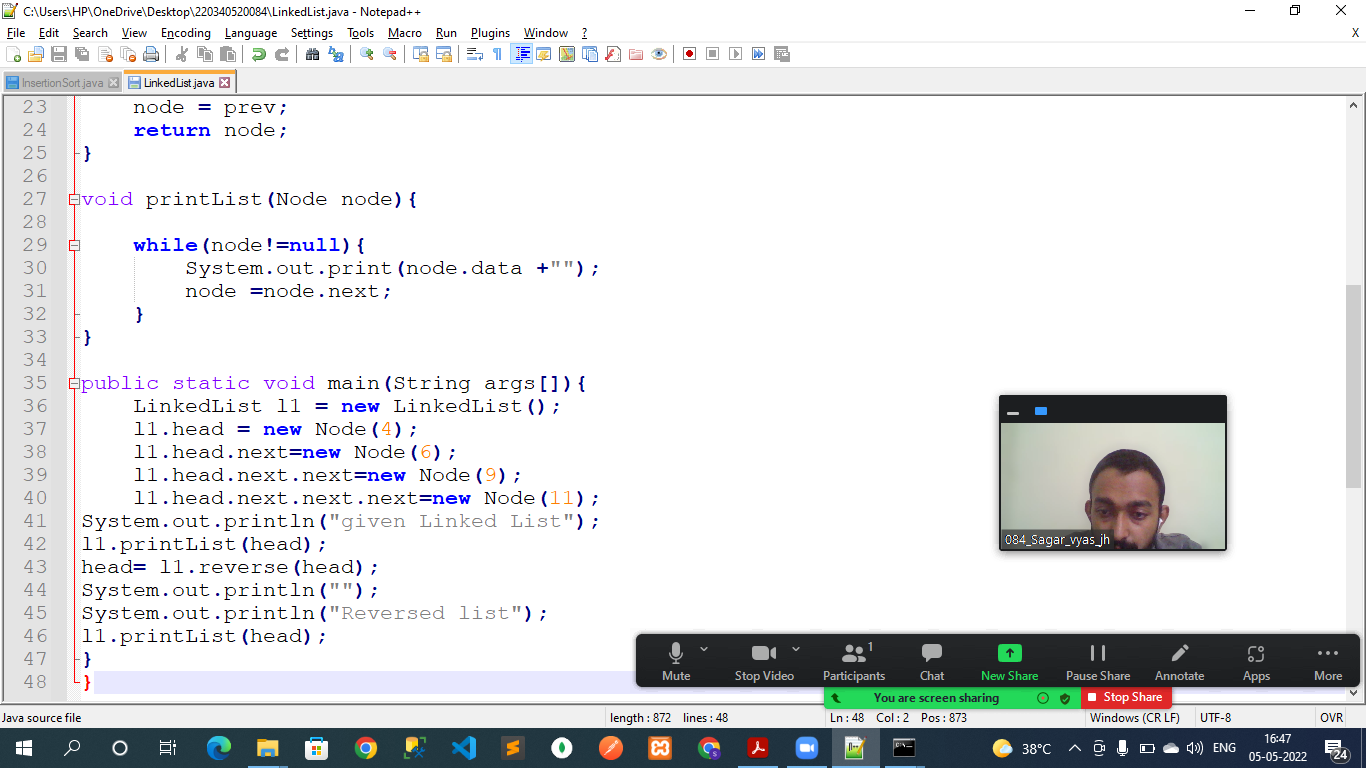 C:\Users\HP\OneDrive\Desktop\220340520084\LinkedList.java - Notepad++
File Edit Search View Encoding Language Settings Tools Macro Run Plugins Window ? X
InsertionSort.java LinkedList.java
23 node = prev;
24 return node;
25 }
26
27 void printList(Node node){
28
29 while(node!=null){
30 System.out.print(node.data +"");
31 node =node.next;
32 }
33 }
34
35 public static void main(String args[]){
36 LinkedList l1 = new LinkedList();
37 l1.head = new Node(4);
38 l1.head.next=new Node(6);
39 l1.head.next.next=new Node(9);
40 l1.head.next.next.next=new Node(11);
41 System.out.println("given Linked List");
42 l1.printList(head);
43 head= l1.reverse(head);
44 System.out.println("");
45 System.out.println("Reversed list");
46 l1.printList(head);
47 }
48 }
084_Sagar_vyas_jh
1
Mute Stop Video Participants Chat New Share Pause Share Annotate Apps More
You are screen sharing Stop Share
Java source file length : 872 lines : 48 Ln : 48 Col : 2 Pos : 873 Windows (CR LF) UTF-8 OVR
38°C ENG 16:47
05-05-2022 24